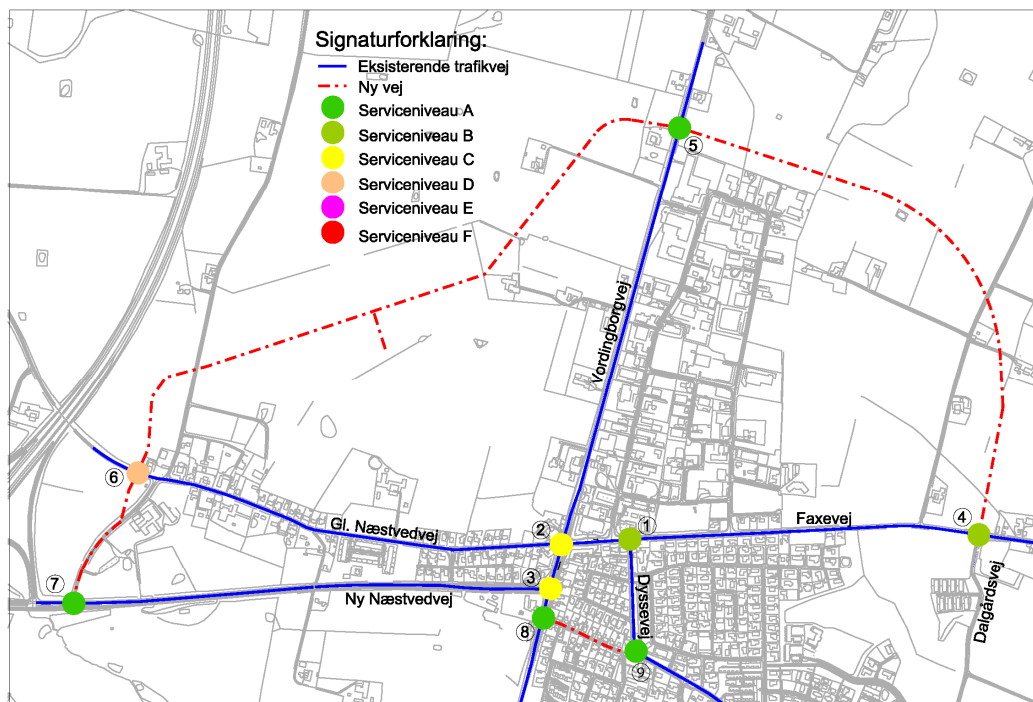 Signaturforklaring:
Eksisterende trafikvej
Ny vej
Serviceniveau A
Serviceniveau B
Serviceniveau C
Serviceniveau D
Serviceniveau E
Serviceniveau F
5
Vordingborgvej
6
Gl. Næstvedvej
2
1
Faxevej
4
7
Ny Næstvedvej
3
Dyssevej
Dalgårdsvej
8
9